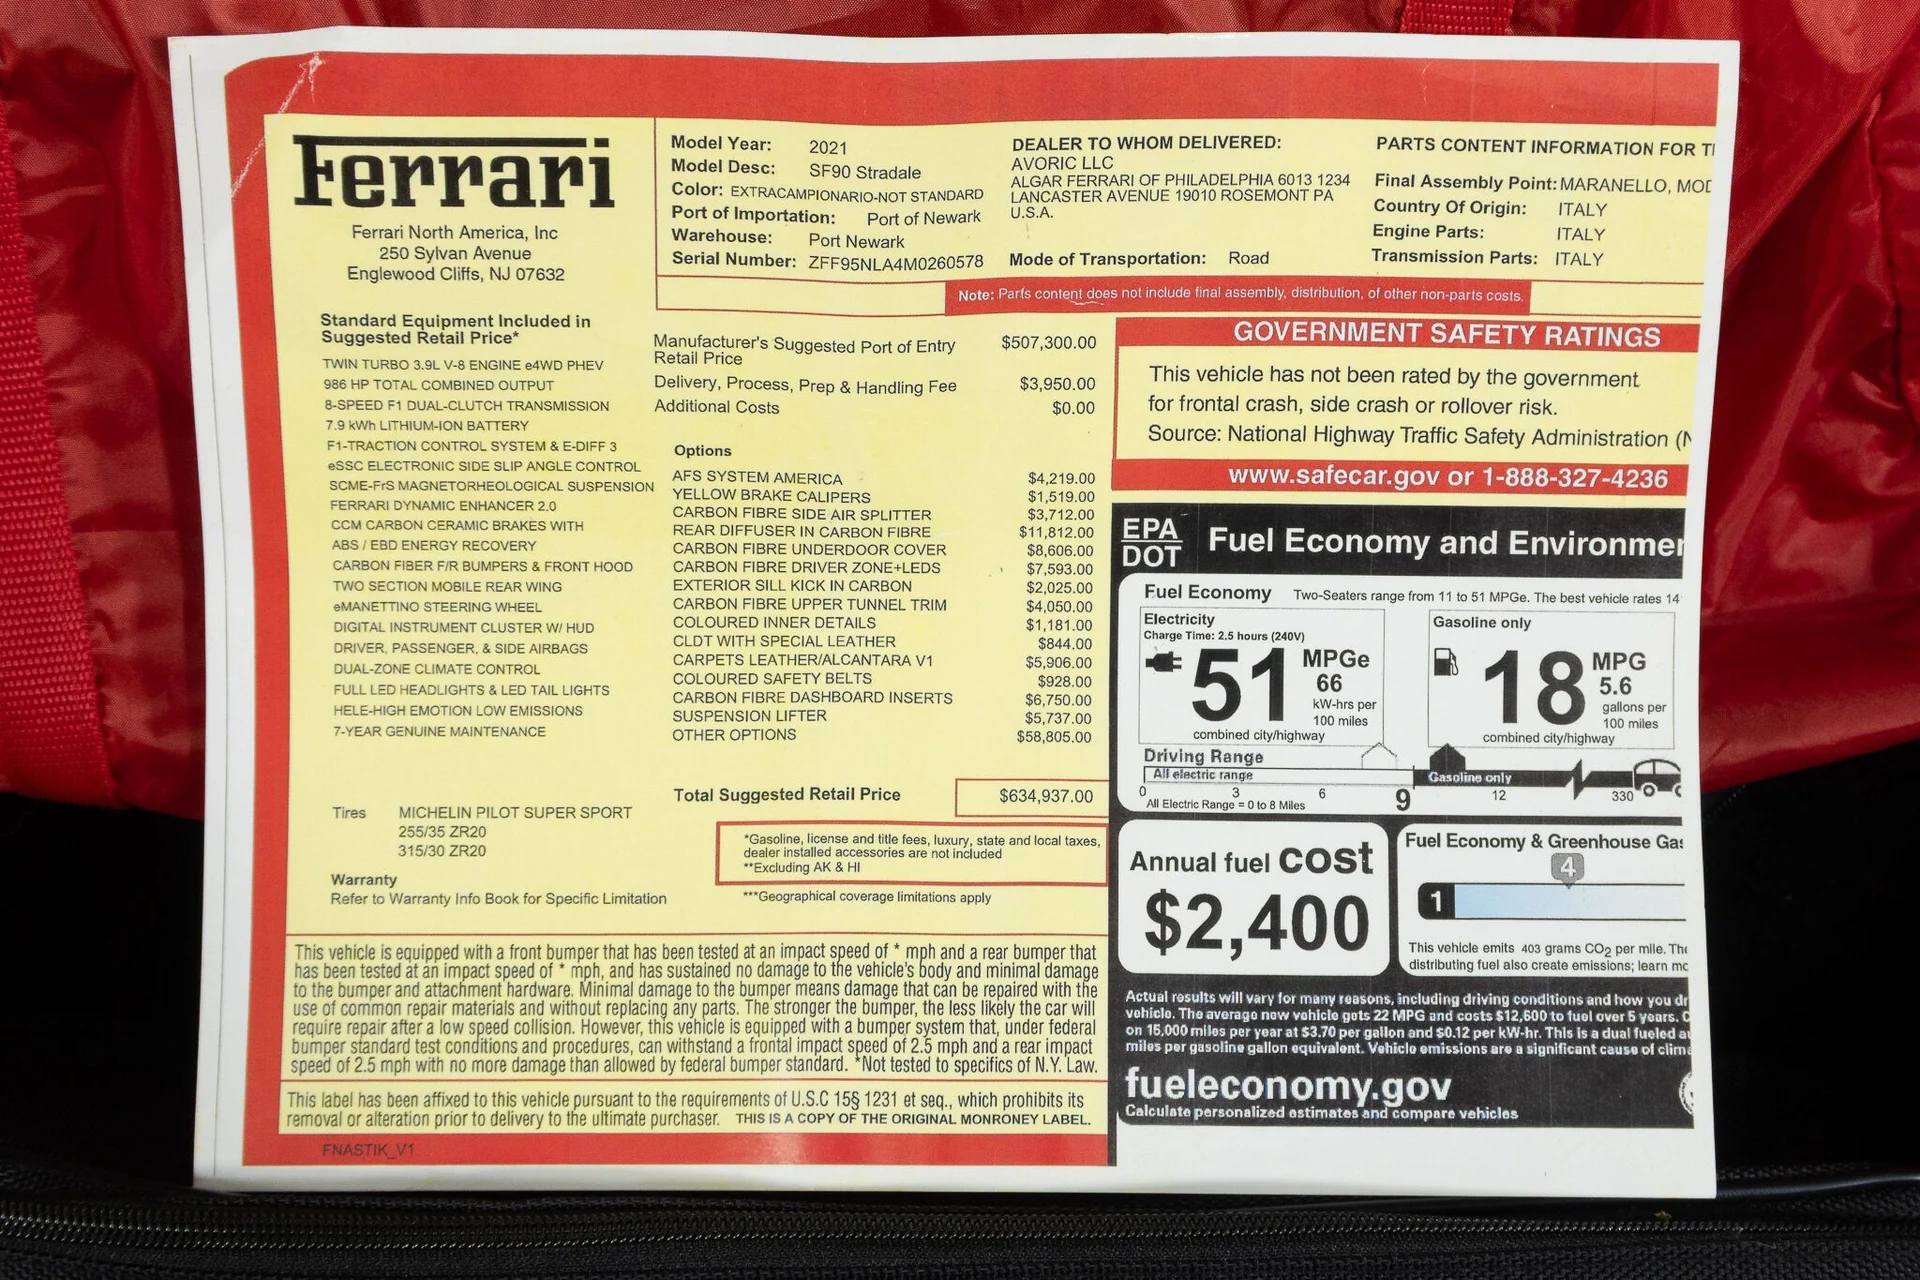 Ferrari
Ferrari North America, Inc
250 Sylvan Avenue
Englewood Cliffs, NJ 07632
Model Year: 2021
Model Desc: SF90 Stradale
Color: EXTRACAMPIONARIO-NOT STANDARD
Port of Importation: Port of Newark
Warehouse: Port Newark
Serial Number: ZFF95NLA4M0260578
DEALER TO WHOM DELIVERED:
AVORIC LLC
ALGAR FERRARI OF PHILADELPHIA 6013 1234
LANCASTER AVENUE 19010 ROSEMONT PA
U.S.A.
Mode of Transportation: Road
PARTS CONTENT INFORMATION FOR
Final Assembly Point: MARANELLO,
Country Of Origin: ITALY
Engine Parts: ITALY
Transmission Parts: ITALY
Note: Parts content does not include final assembly, distribution, of other non-parts costs.
Standard Equipment Included in
Suggested Retail Price*
TWIN TURBO 3.9L V-8 ENGINE e4WD PHEV
986 HP TOTAL COMBINED OUTPUT
8-SPEED F1 DUAL-CLUTCH TRANSMISSION
7.9 kWh LITHIUM-ION BATTERY
F1-TRACTION CONTROL SYSTEM & E-DIFF 3
eSSC ELECTRONIC SIDE SLIP ANGLE CONTROL
SCME-FrS MAGNETORHEOLOGICAL SUSPENSION
FERRARI DYNAMIC ENHANCER 2.0
CCM CARBON CERAMIC BRAKES WITH
ABS / EBD ENERGY RECOVERY
CARBON FIBER F/R BUMPERS & FRONT HOOD
TWO SECTION MOBILE REAR WING
eMANETTINO STEERING WHEEL
DIGITAL INSTRUMENT CLUSTER W/ HUD
DRIVER, PASSENGER, & SIDE AIRBAGS
DUAL-ZONE CLIMATE CONTROL
FULL LED HEADLIGHTS & LED TAIL LIGHTS
HELE-HIGH EMOTION LOW EMISSIONS
7-YEAR GENUINE MAINTENANCE
Tires MICHELIN PILOT SUPER SPORT
255/35 ZR20
315/30 ZR20
Warranty
Refer to Warranty Info Book for Specific Limitation
Manufacturer's Suggested Port of Entry $507,300.00
Retail Price
Delivery, Process, Prep & Handling Fee $3,950.00
Additional Costs $0.00
Options
AFS SYSTEM AMERICA $4,219.00
YELLOW BRAKE CALIPERS $1,519.00
CARBON FIBRE SIDE AIR SPLITTER $3,712.00
REAR DIFFUSER IN CARBON FIBRE $11,812.00
CARBON FIBRE UNDERDOOR COVER $8,606.00
CARBON FIBRE DRIVER ZONE+LEDS $7,593.00
EXTERIOR SILL KICK IN CARBON $2,025.00
CARBON FIBRE UPPER TUNNEL TRIM $4,050.00
COLOURED INNER DETAILS $1,181.00
CLDT WITH SPECIAL LEATHER $844.00
CARPETS LEATHER/ALCANTARA V1 $5,906.00
COLOURED SAFETY BELTS $928.00
CARBON FIBRE DASHBOARD INSERTS $6,750.00
SUSPENSION LIFTER $5,737.00
OTHER OPTIONS $58,805.00
Total Suggested Retail Price $634,937.00
*Gasoline, license and title fees, luxury, state and local taxes,
dealer installed accessories are not included
**Excluding AK & HI
***Geographical coverage limitations apply
This vehicle is equipped with a front bumper that has been tested at an impact speed of * mph and a rear bumper that
has been tested at an impact speed of * mph, and has sustained no damage to the vehicle's body and minimal damage
to the bumper and attachment hardware. Minimal damage to the bumper means damage that can be repaired with the
use of common repair materials and without replacing any parts. The stronger the bumper, the less likely the car will
require repair after a low speed collision. However, this vehicle is equipped with a bumper system that, under federal
bumper standard test conditions and procedures, can withstand a frontal impact speed of 2.5 mph and a rear impact
speed of 2.5 mph with no more damage than allowed by federal bumper standard. *Not tested to specifics of N.Y. Law.
This label has been affixed to this vehicle pursuant to the requirements of U.S.C 15§ 1231 et seq., which prohibits its
removal or alteration prior to delivery to the ultimate purchaser. THIS IS A COPY OF THE ORIGINAL MONRONEY LABEL.
FNASTIK_V1
GOVERNMENT SAFETY RATINGS
This vehicle has not been rated by the government
for frontal crash, side crash or rollover risk.
Source: National Highway Traffic Safety Administration (N
www.safecar.gov or 1-888-327-4236
EPA
DOT
Fuel Economy and Environmen
Fuel Economy Two-Seaters range from 11 to 51 MPGe. The best vehicle rates 14
Electricity
Charge Time: 2.5 hours (240V)
51 MPGe
66
kW-hrs per
100 miles
combined city/highway
Gasoline only
18 MPG
5.6
gallons per
100 miles
combined city/highway
Driving Range
All electric range Gasoline only
0 3 6 9 12 330
All Electric Range = 0 to 8 Miles
Annual fuel cost
$2,400
Fuel Economy & Greenhouse Gas
4
1
This vehicle emits 403 grams CO2 per mile. The
distributing fuel also create emissions; learn mo
Actual results will vary for many reasons, including driving conditions and how you dr
vehicle. The average new vehicle gets 22 MPG and costs $12,600 to fuel over 5 years. C
on 15,000 miles per year at $3.70 per gallon and $0.12 per kW-hr. This is a dual fueled au
miles per gasoline gallon equivalent. Vehicle emissions are a significant cause of clima
fueleconomy.gov
Calculate personalized estimates and compare vehicles